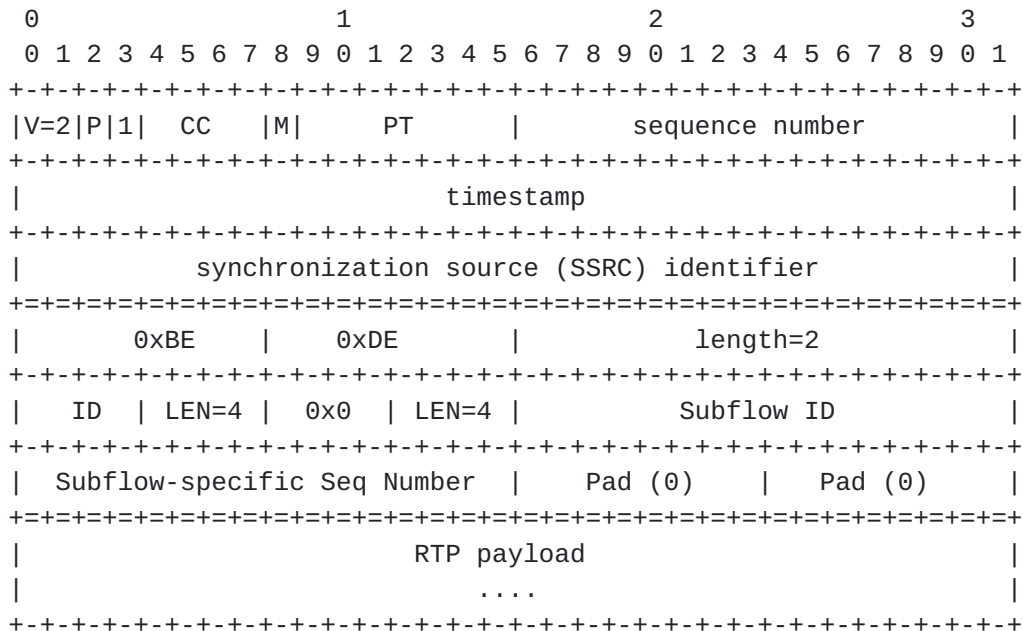 0                   1                   2                   3
 0 1 2 3 4 5 6 7 8 9 0 1 2 3 4 5 6 7 8 9 0 1 2 3 4 5 6 7 8 9 0 1
+-+-+-+-+-+-+-+-+-+-+-+-+-+-+-+-+-+-+-+-+-+-+-+-+-+-+-+-+-+-+-+-+
|V=2|P|1|  CC   |M|     PT      |       sequence number         |
+-+-+-+-+-+-+-+-+-+-+-+-+-+-+-+-+-+-+-+-+-+-+-+-+-+-+-+-+-+-+-+-+
|                           timestamp                           |
+-+-+-+-+-+-+-+-+-+-+-+-+-+-+-+-+-+-+-+-+-+-+-+-+-+-+-+-+-+-+-+-+
|           synchronization source (SSRC) identifier            |
+=+=+=+=+=+=+=+=+=+=+=+=+=+=+=+=+=+=+=+=+=+=+=+=+=+=+=+=+=+=+=+=+
|       0xBE    |    0xDE       |           length=2            |
+-+-+-+-+-+-+-+-+-+-+-+-+-+-+-+-+-+-+-+-+-+-+-+-+-+-+-+-+-+-+-+-+
|   ID  | LEN=4 |  0x0  | LEN=4 |          Subflow ID           |
+-+-+-+-+-+-+-+-+-+-+-+-+-+-+-+-+-+-+-+-+-+-+-+-+-+-+-+-+-+-+-+-+
|  Subflow-specific Seq Number  |    Pad (0)    |   Pad (0)     |
+=+=+=+=+=+=+=+=+=+=+=+=+=+=+=+=+=+=+=+=+=+=+=+=+=+=+=+=+=+=+=+=+
|                         RTP payload                           |
|                             ....                              |
+-+-+-+-+-+-+-+-+-+-+-+-+-+-+-+-+-+-+-+-+-+-+-+-+-+-+-+-+-+-+-+-+